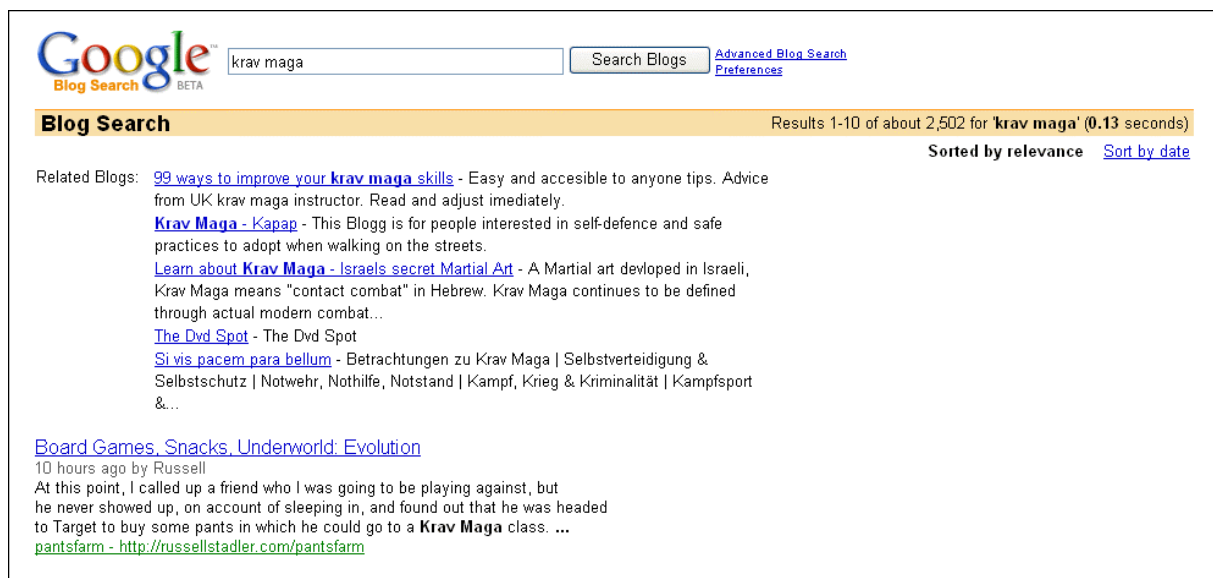 Google™
Blog Search BETA
krav maga
Search Blogs
Advanced Blog Search
Preferences
Blog Search
Results 1-10 of about 2,502 for 'krav maga' (0.13 seconds)
Sorted by relevance Sort by date
Related Blogs: 99 ways to improve your krav maga skills - Easy and accesible to anyone tips. Advice
from UK krav maga instructor. Read and adjust imediately.
Krav Maga - Kapap - This Blogg is for people interested in self-defence and safe
practices to adopt when walking on the streets.
Learn about Krav Maga - Israels secret Martial Art - A Martial art devloped in Israeli,
Krav Maga means "contact combat" in Hebrew. Krav Maga continues to be defined
through actual modern combat...
The Dvd Spot - The Dvd Spot
Si vis pacem para bellum - Betrachtungen zu Krav Maga | Selbstverteidigung &
Selbstschutz | Notwehr, Nothilfe, Notstand | Kampf, Krieg & Kriminalität | Kampfsport
&...
Board Games, Snacks, Underworld: Evolution
10 hours ago by Russell
At this point, I called up a friend who I was going to be playing against, but
he never showed up, on account of sleeping in, and found out that he was headed
to Target to buy some pants in which he could go to a Krav Maga class. ...
pantsfarm - http://russellstadler.com/pantsfarm